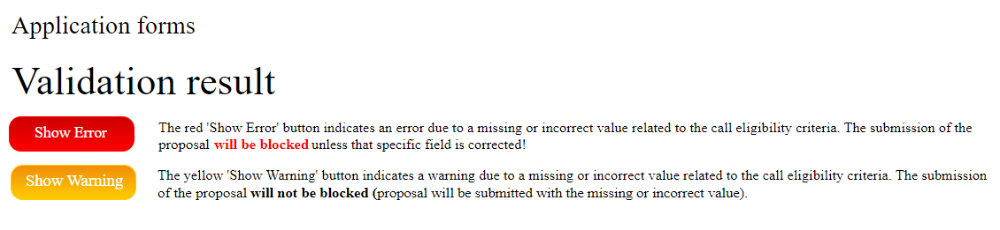 Application forms
Validation result
Show Error
The red 'Show Error' button indicates an error due to a missing or incorrect value related to the call eligibility criteria. The submission of the
proposal will be blocked unless that specific field is corrected!
Show Warning
The yellow 'Show Warning' button indicates a warning due to a missing or incorrect value related to the call eligibility criteria. The submission
of the proposal will not be blocked (proposal will be submitted with the missing or incorrect value).